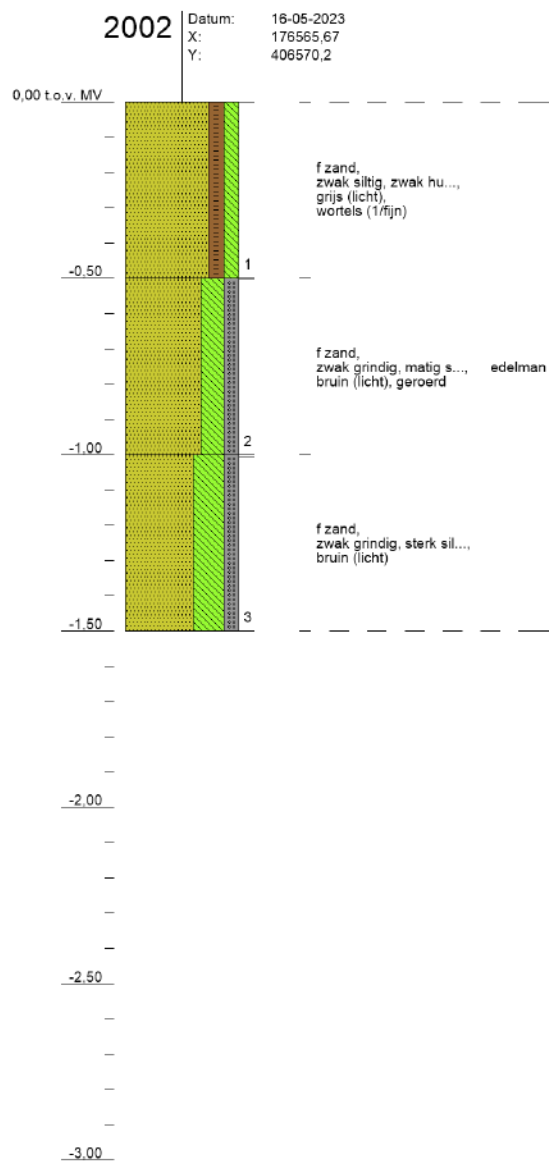 2002
Datum: 16-05-2023
X: 176565,67
Y: 406570,2
0,00 t.o.v. MV
f zand,
zwak siltig, zwak hu...,
grijs (licht),
wortels (1/fijn)
1
-0,50
f zand,
zwak grindig, matig s..., edelman
bruin (licht), geroerd
2
-1,00
f zand,
zwak grindig, sterk sil...,
bruin (licht)
3
-1,50
-2,00
-2,50
-3,00